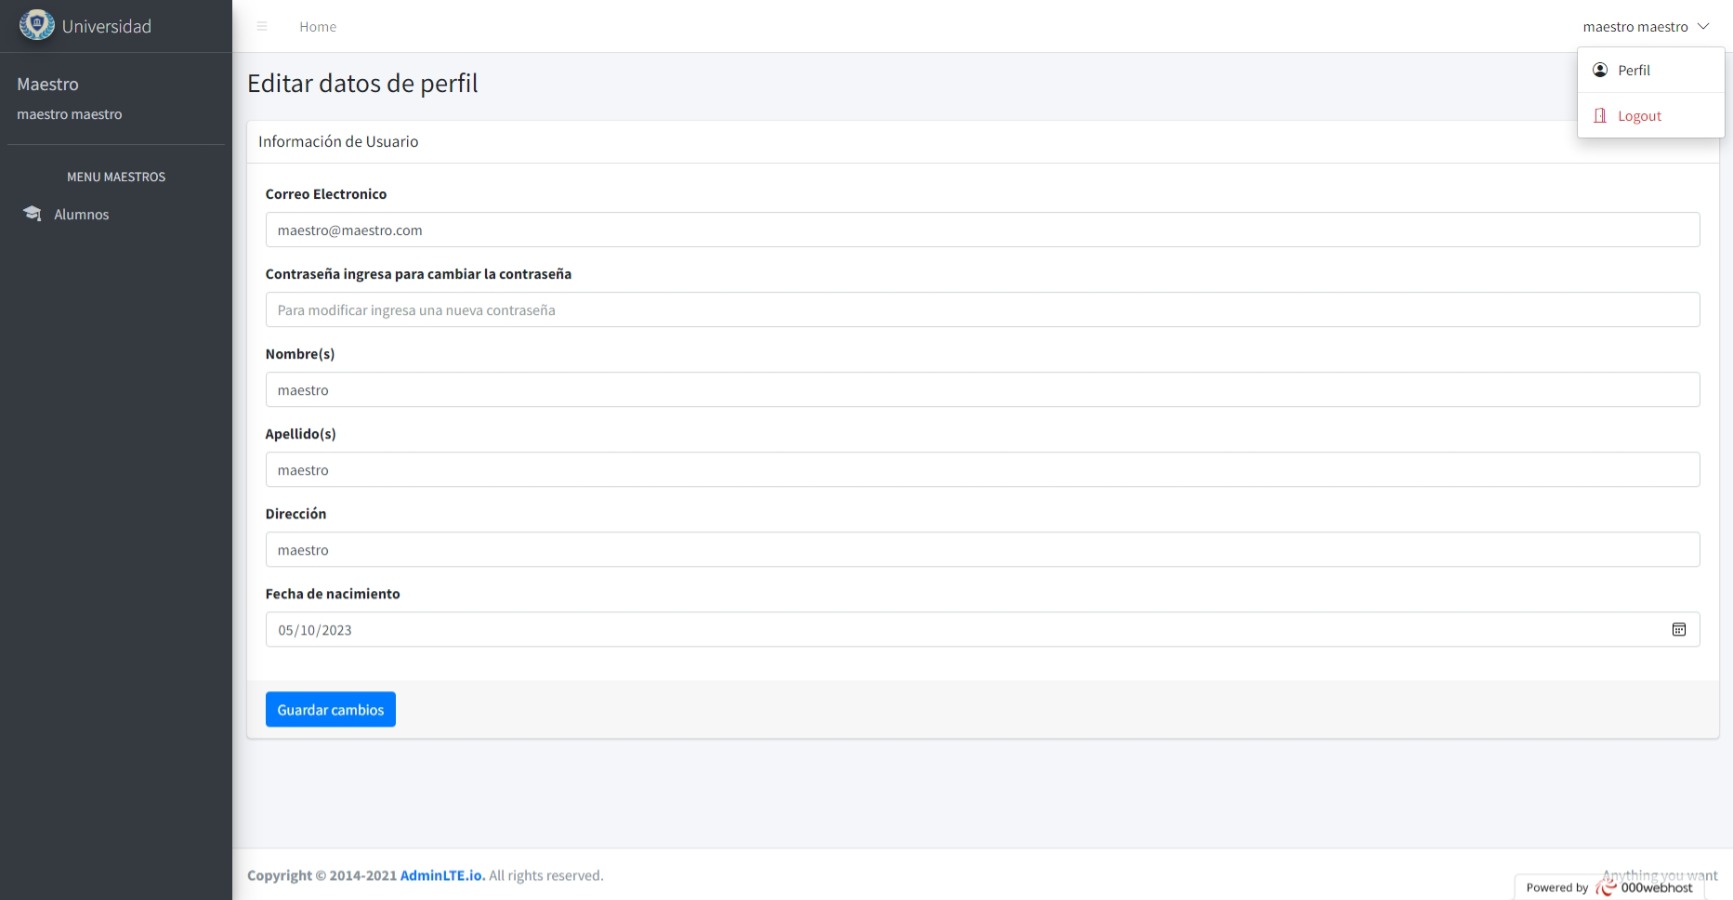 Universidad
Home
maestro maestro
Perfil
Logout
Maestro
maestro maestro
MENU MAESTROS
Alumnos
Editar datos de perfil
Información de Usuario
Correo Electronico
maestro@maestro.com
Contraseña ingresa para cambiar la contraseña
Para modificar ingresa una nueva contraseña
Nombre(s)
maestro
Apellido(s)
maestro
Dirección
maestro
Fecha de nacimiento
05/10/2023
Guardar cambios
Copyright © 2014-2021 AdminLTE.io. All rights reserved.
Anything you want
Powered by 000webhost